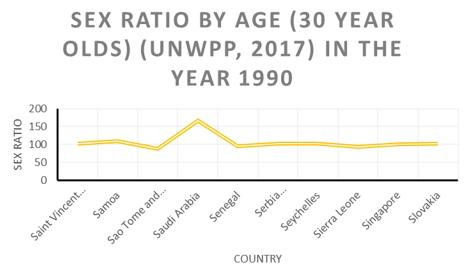 SEX RATIO BY AGE (30 YEAR
OLDS) (UNWPP, 2017) IN THE
YEAR 1990
200
150
100
50
0
SEX RATIO
Saint Vincent...
Samoa
Sao Tome and...
Saudi Arabia
Senegal
Serbia...
Seychelles
Sierra Leone
Singapore
Slovakia
COUNTRY